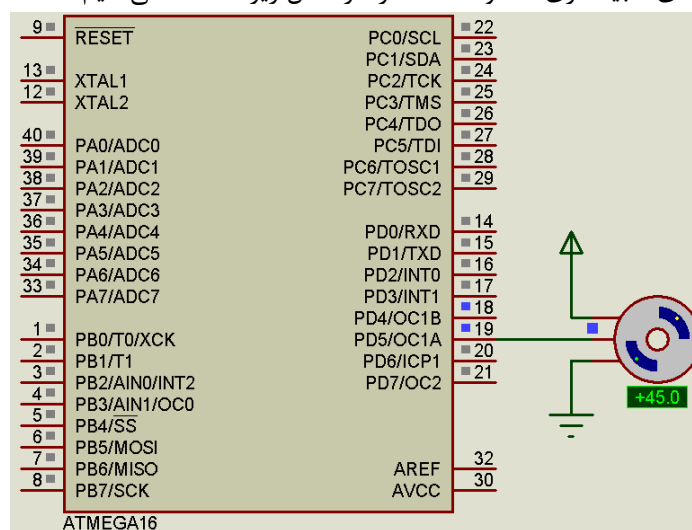 9 RESET
13 XTAL1
12 XTAL2
40 PA0/ADC0
39 PA1/ADC1
38 PA2/ADC2
37 PA3/ADC3
36 PA4/ADC4
35 PA5/ADC5
34 PA6/ADC6
33 PA7/ADC7
1 PB0/T0/XCK
2 PB1/T1
3 PB2/AIN0/INT2
4 PB3/AIN1/OC0
5 PB4/SS
6 PB5/MOSI
7 PB6/MISO
8 PB7/SCK
PC0/SCL 22
PC1/SDA 23
PC2/TCK 24
PC3/TMS 25
PC4/TDO 26
PC5/TDI 27
PC6/TOSC1 28
PC7/TOSC2 29
PD0/RXD 14
PD1/TXD 15
PD2/INT0 16
PD3/INT1 17
PD4/OC1B 18
PD5/OC1A 19
PD6/ICP1 20
PD7/OC2 21
AREF 32
AVCC 30
+45.0
ATMEGA16